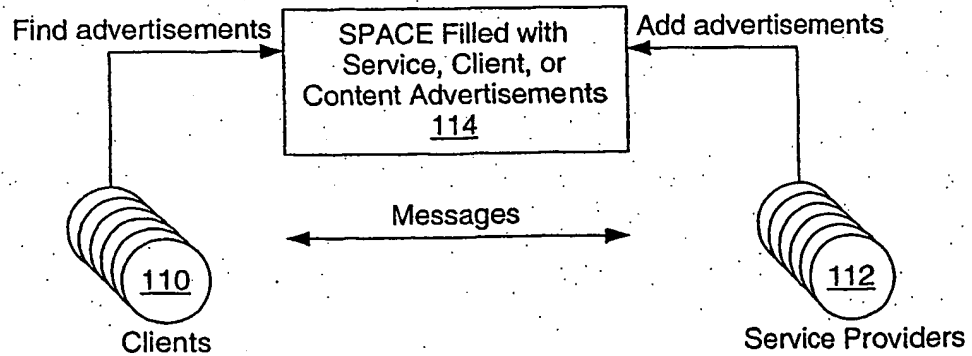 Find advertisements
SPACE Filled with
Service, Client, or
Content Advertisements
114
Add advertisements
Messages
110
Clients
112
Service Providers